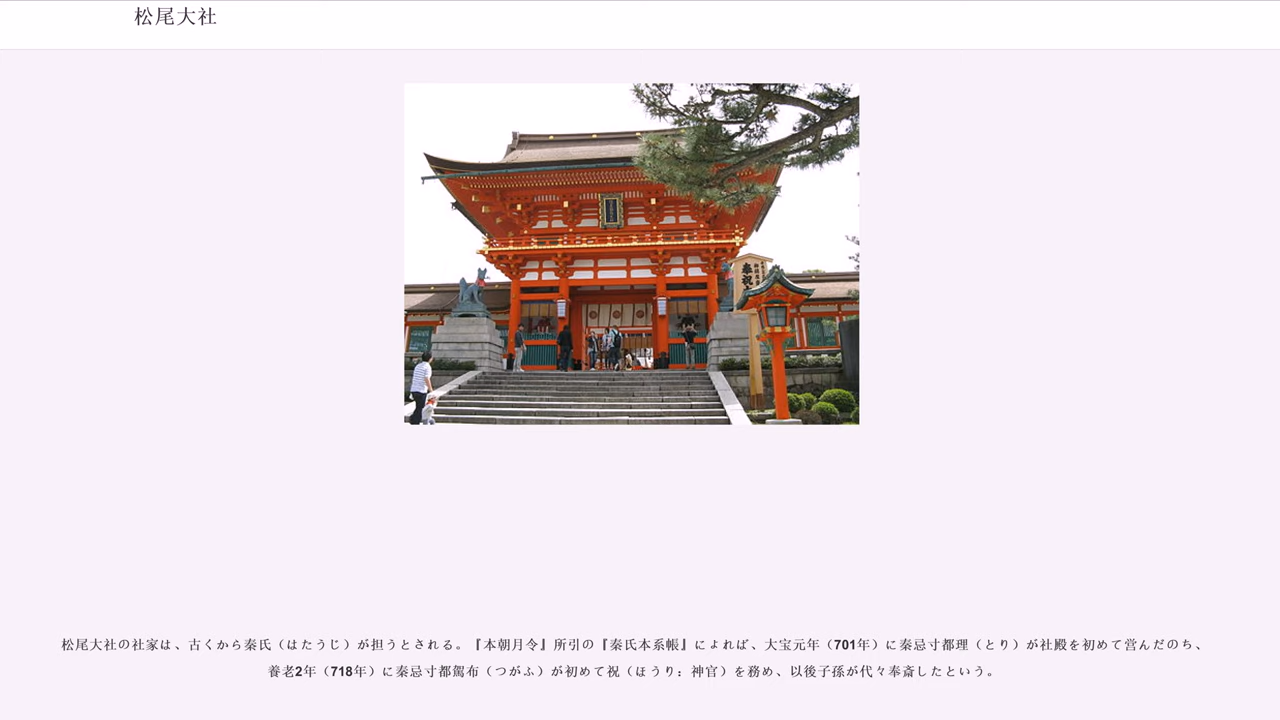 松尾大社
奉祝
松尾大社の社家は、古くから秦氏（はたうじ）が担うとされる。『本朝月令』所引の『秦氏本系帳』によれば、大宝元年（701年）に秦忌寸都理（とり）が社殿を初めて営んだのち、
養老2年（718年）に秦忌寸都駕布（つがふ）が初めて祝（ほうり: 神官）を務め、以後子孫が代々奉斎したという。